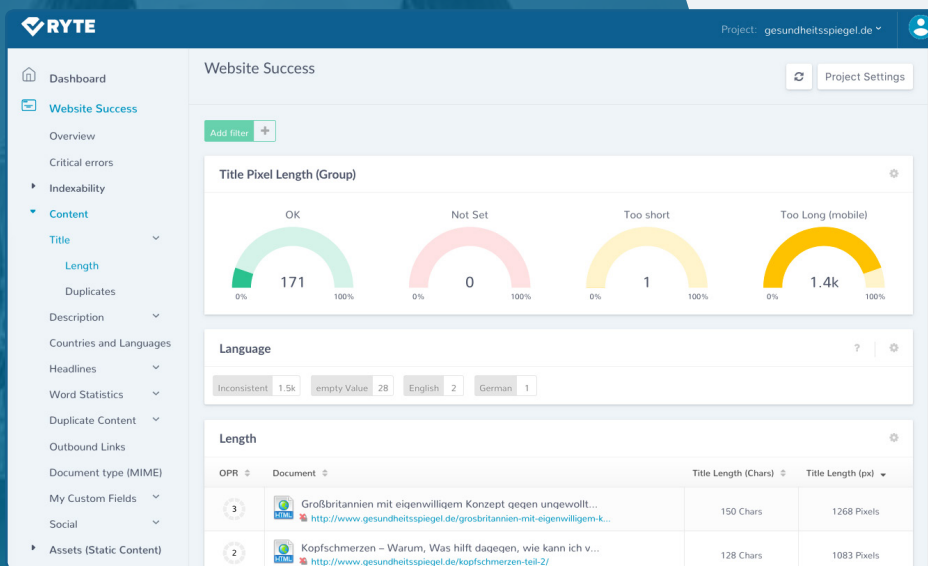 RYTE
Project: gesundheitsspiegel.de
Dashboard
Website Success
Overview
Critical errors
Indexability
Content
Title
Length
Duplicates
Description
Countries and Languages
Headlines
Word Statistics
Duplicate Content
Outbound Links
Document type (MIME)
My Custom Fields
Social
Assets (Static Content)
Website Success
Project Settings
Add filter +
Title Pixel Length (Group)
OK
171
0% 100%
Not Set
0
0% 100%
Too short
1
0% 100%
Too Long (mobile)
1.4k
0% 100%
Language
?
Inconsistent 1.5k empty Value 28 English 2 German 1
Length
OPR Document Title Length (Chars) Title Length (px)
3 Großbritannien mit eigenwilligem Konzept gegen ungewollt... 150 Chars 1268 Pixels
HTML http://www.gesundheitsspiegel.de/grosbritannien-mit-eigenwilligem-k...
2 Kopfschmerzen – Warum, Was hilft dagegen, wie kann ich v... 128 Chars 1083 Pixels
HTML http://www.gesundheitsspiegel.de/kopfschmerzen-teil-2/